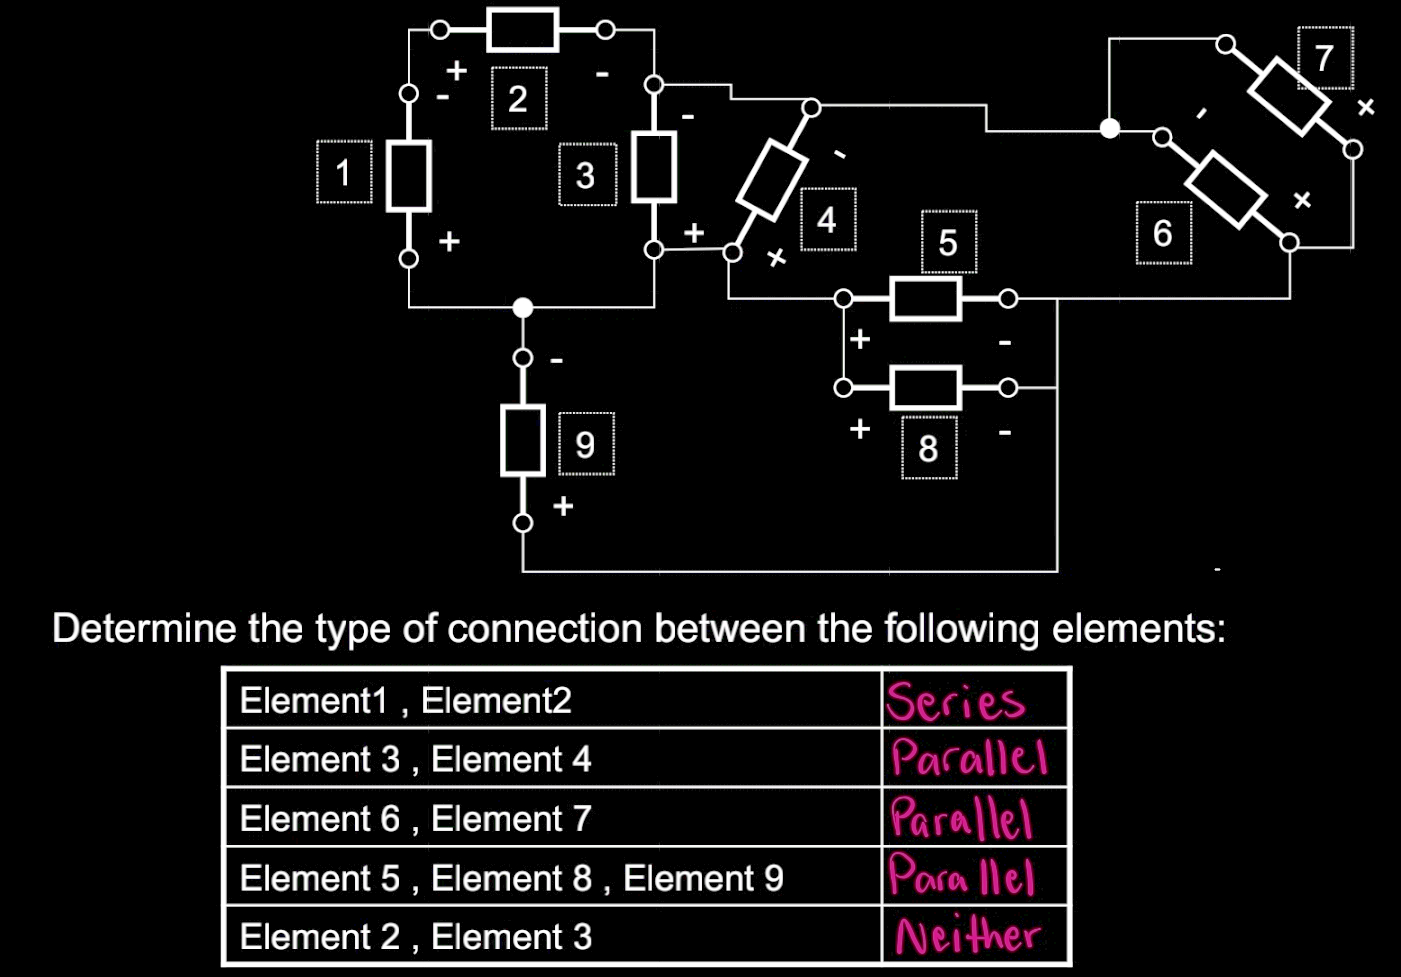 7
+ - 2 - +
1 - 3 - - 6 +
+ + + 4 5
+ -
- + 8 -
9
+
-
Determine the type of connection between the following elements:
Element1 , Element2 Series
Element 3 , Element 4 Parallel
Element 6 , Element 7 Parallel
Element 5 , Element 8 , Element 9 Parallel
Element 2 , Element 3 Neither